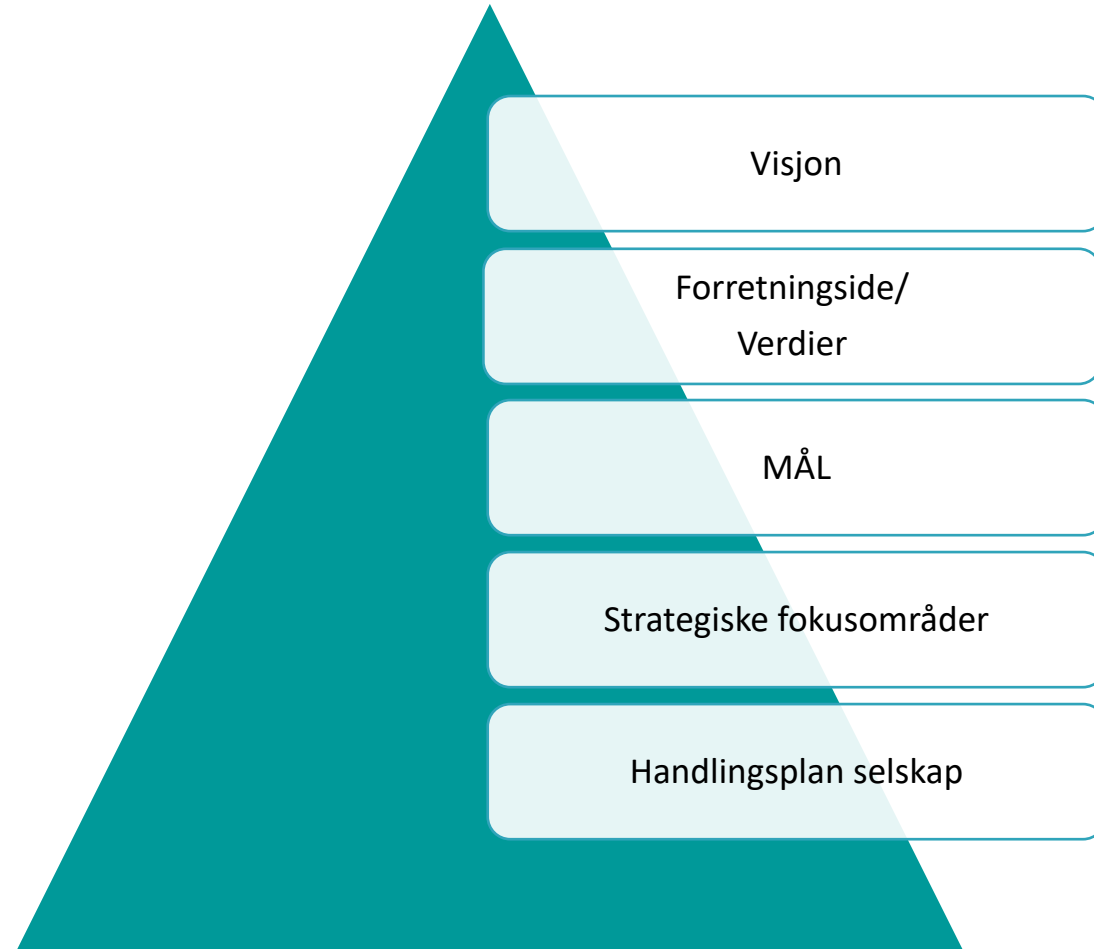 Visjon
Forretningside/
Verdier
MÅL
Strategiske fokusområder
Handlingsplan selskap